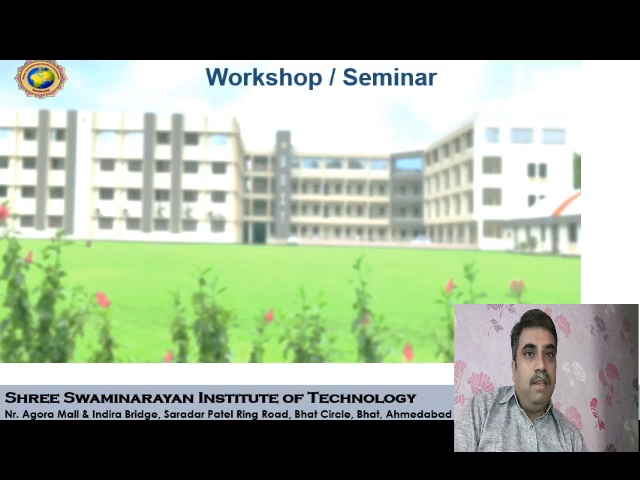 Workshop / Seminar
SHREE SWAMINARAYAN INSTITUTE OF TECHNOLOGY
Nr. Agora Mall & Indira Bridge, Saradar Patel Ring Road, Bhat Circle, Bhat, Ahmedabad